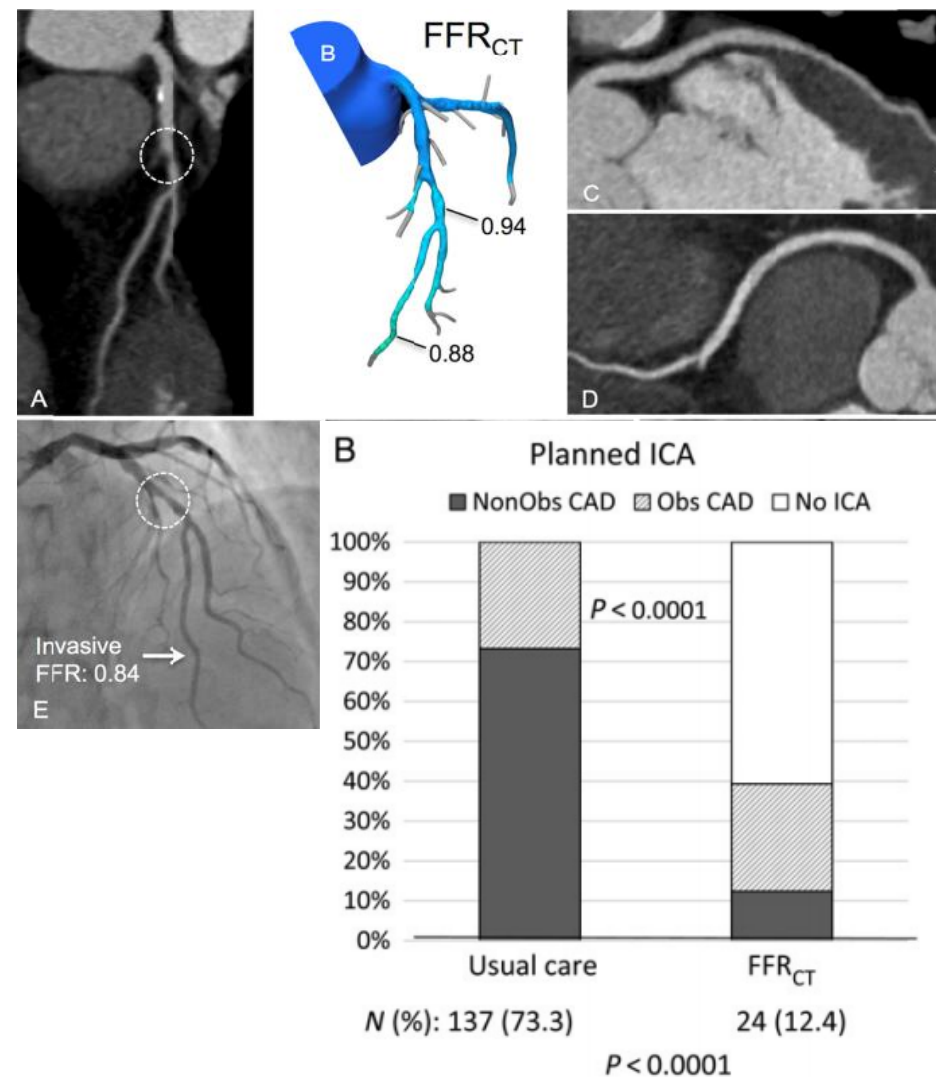 B
FFRCT
0.94
0.88
A
C
D
Invasive
FFR: 0.84
E
B
Planned ICA
NonObs CAD Obs CAD No ICA
100%
90%
80%
70%
60%
50%
40%
30%
20%
10%
0%
P < 0.0001
Usual care FFRCT
N (%): 137 (73.3) 24 (12.4)
P < 0.0001